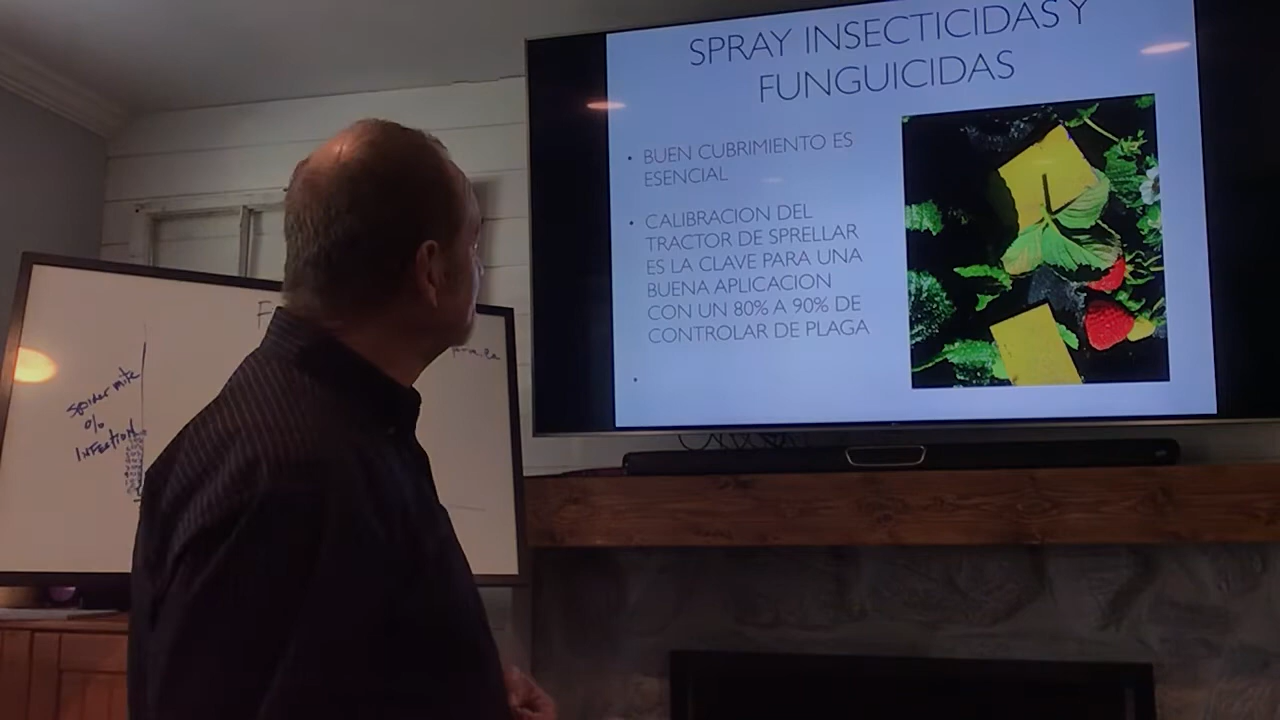 SPRAY INSECTICIDAS Y
FUNGUICIDAS
• BUEN CUBRIMIENTO ES
ESENCIAL
• CALIBRACION DEL
TRACTOR DE SPRELLAR
ES LA CLAVE PARA UNA
BUENA APLICACION
CON UN 80% A 90% DE
CONTROLAR DE PLAGA
•
Spider mite
%
INFECTION